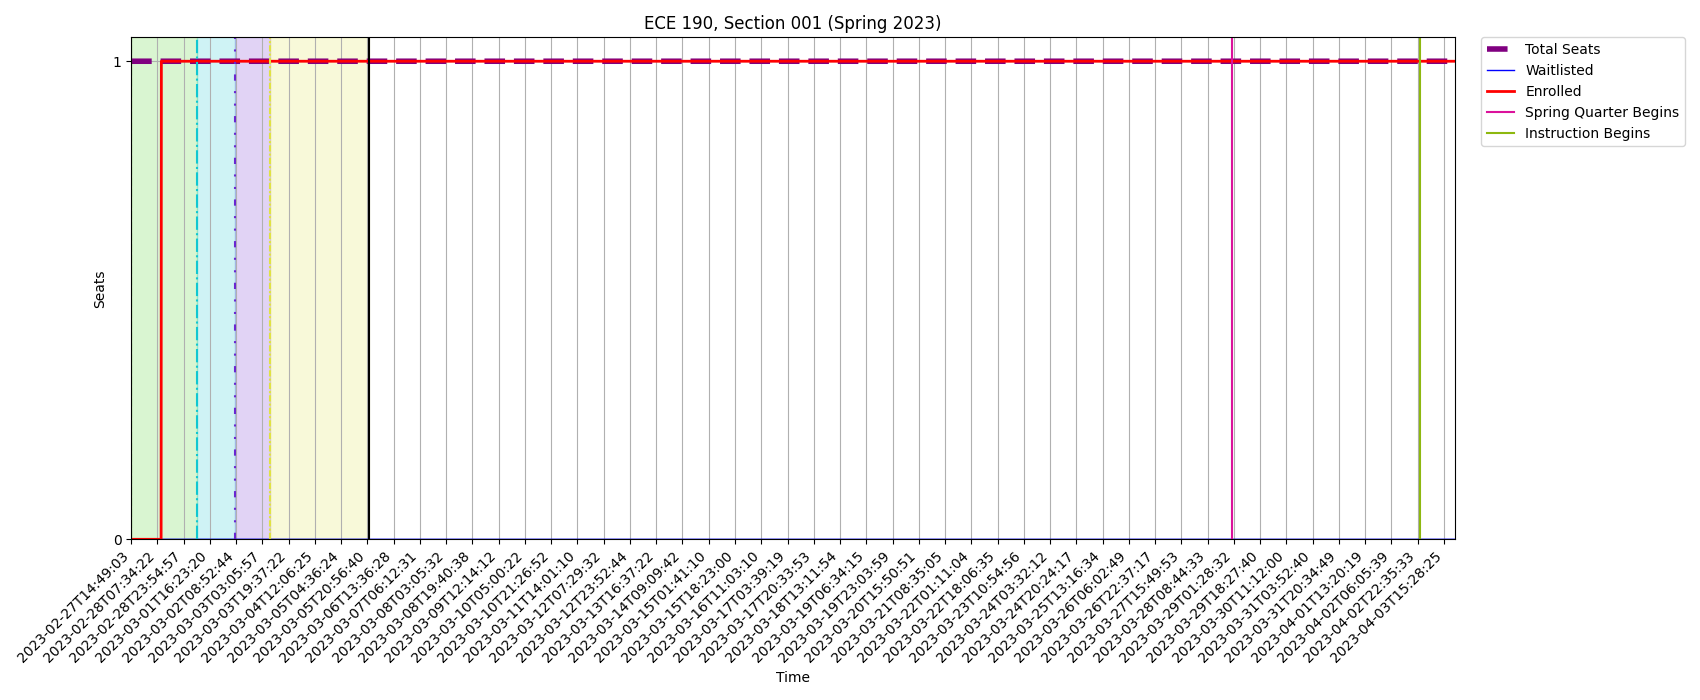 ECE 190, Section 001 (Spring 2023)
Total Seats
Waitlisted
Enrolled
Spring Quarter Begins
Instruction Begins
1
0
Seats
2023-02-27T14:49:03
2023-02-28T07:34:22
2023-02-28T23:54:57
2023-03-01T16:23:20
2023-03-02T08:52:44
2023-03-03T03:05:57
2023-03-03T19:37:22
2023-03-04T12:06:25
2023-03-05T04:36:24
2023-03-05T20:56:40
2023-03-06T13:36:28
2023-03-07T06:12:31
2023-03-08T03:05:32
2023-03-08T19:40:38
2023-03-09T12:14:12
2023-03-10T05:00:22
2023-03-10T21:26:52
2023-03-11T14:01:10
2023-03-12T07:29:32
2023-03-12T23:52:44
2023-03-13T16:37:22
2023-03-14T09:09:42
2023-03-15T01:41:10
2023-03-15T18:23:00
2023-03-16T11:03:10
2023-03-17T03:39:19
2023-03-17T20:33:53
2023-03-18T13:11:54
2023-03-19T06:34:15
2023-03-19T23:03:59
2023-03-20T15:50:51
2023-03-21T08:35:05
2023-03-22T01:11:04
2023-03-22T18:06:35
2023-03-23T10:54:56
2023-03-24T03:32:12
2023-03-24T20:24:17
2023-03-25T13:16:34
2023-03-26T06:02:49
2023-03-26T22:37:17
2023-03-27T15:49:53
2023-03-28T08:44:33
2023-03-29T01:28:32
2023-03-29T18:27:40
2023-03-30T11:12:00
2023-03-31T03:52:40
2023-03-31T20:34:49
2023-04-01T13:20:19
2023-04-02T06:05:39
2023-04-02T22:35:33
2023-04-03T15:28:25
Time